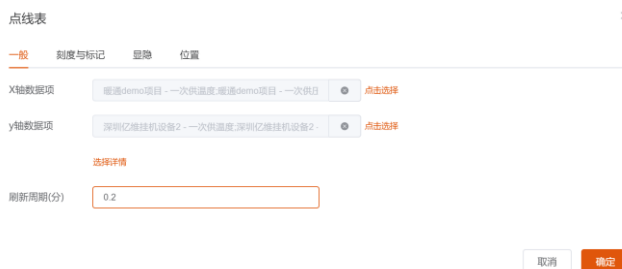 点线表
一般 刻度与标记 显隐 位置
X轴数据项 暖通demo项目 - 一次供温度;暖通demo项目 - 一次供压 点击选择
y轴数据项 深圳亿维挂机设备2 - 一次供温度;深圳亿维挂机设备2 - 点击选择
选择详情
刷新周期(分) 0.2
取消 确定